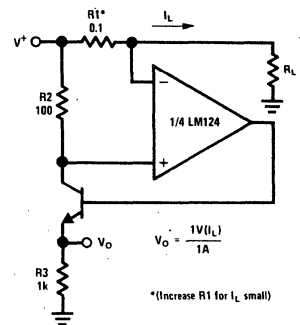 R1*
0.1
I_L
V+
R_L
R2
100
−
1/4 LM124
+
V_O
V_O = 1V(I_L) / 1A
R3
1k
*(Increase R1 for I_L small)